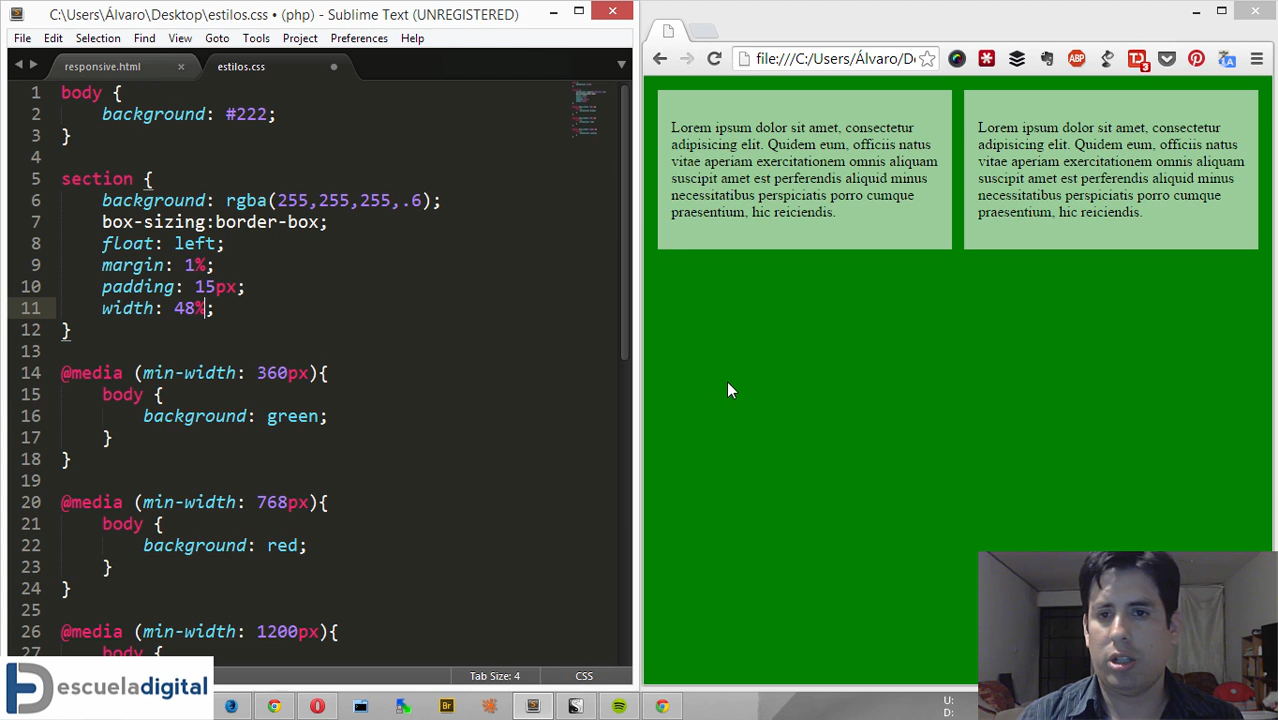 C:\Users\Álvaro\Desktop\estilos.css • (php) - Sublime Text (UNREGISTERED)
File Edit Selection View Goto Tools Project Preferences Help
responsive.html × estilos.css
1 body {
2 background: #222;
3 }
4
5 section {
6 background: rgba(255,255,255,.6);
7 box-sizing:border-box;
8 float: left;
9 margin: 1%;
10 padding: 15px;
11 width: 48%;
12 }
13
14 @media (min-width: 360px){
15 body {
16 background: green;
17 }
18 }
19
20 @media (min-width: 768px){
21 body {
22 background: red;
23 }
24 }
25
26 @media (min-width: 1200px){
27 body {
Tab Size: 4 CSS
escueladigital
file:///C:/Users/Álvaro/De
ABP
3
Lorem ipsum dolor sit amet, consectetur
adipisicing elit. Quidem eum, officiis natus
vitae aperiam exercitationem omnis aliquam
suscipit amet est perferendis aliquid minus
necessitatibus perspiciatis porro cumque
praesentium, hic reiciendis.
Lorem ipsum dolor sit amet, consectetur
adipisicing elit. Quidem eum, officiis natus
vitae aperiam exercitationem omnis aliquam
suscipit amet est perferendis aliquid minus
necessitatibus perspiciatis porro cumque
praesentium, hic reiciendis.
Br
U:
D: